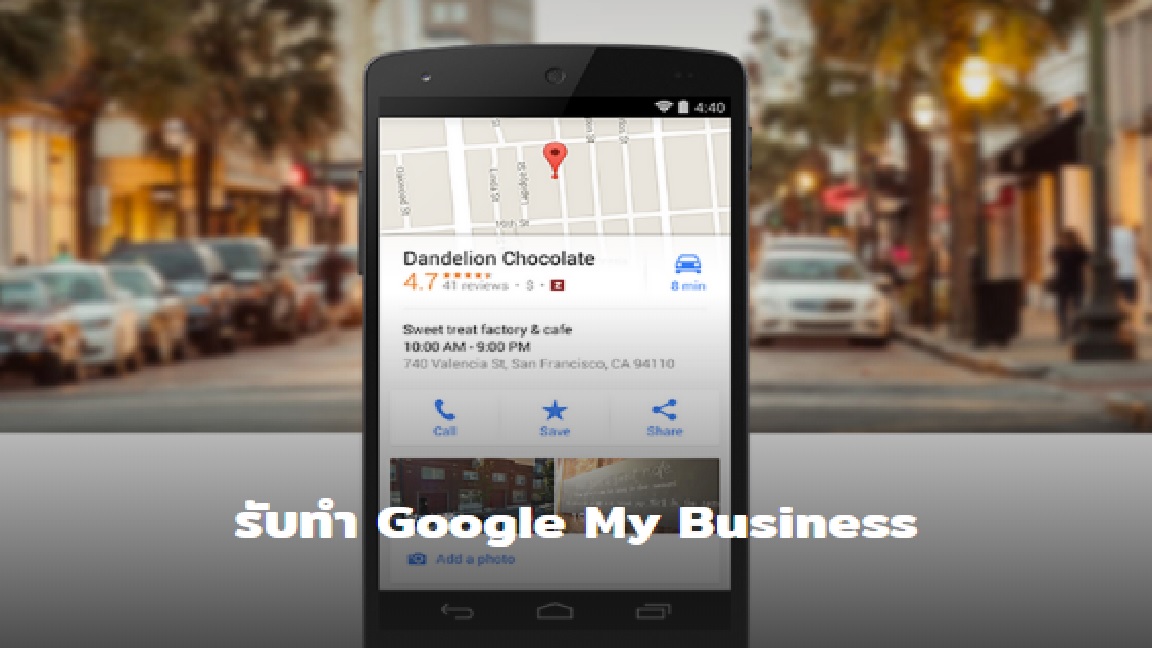 4:40
Dandelion Chocolate
4.7 41 reviews · $ ·
8 min
Sweet treat factory & cafe
10:00 AM - 9:00 PM
740 Valencia St, San Francisco, CA 94110
Call Save Share
รับทำ Google My Business
Add a photo